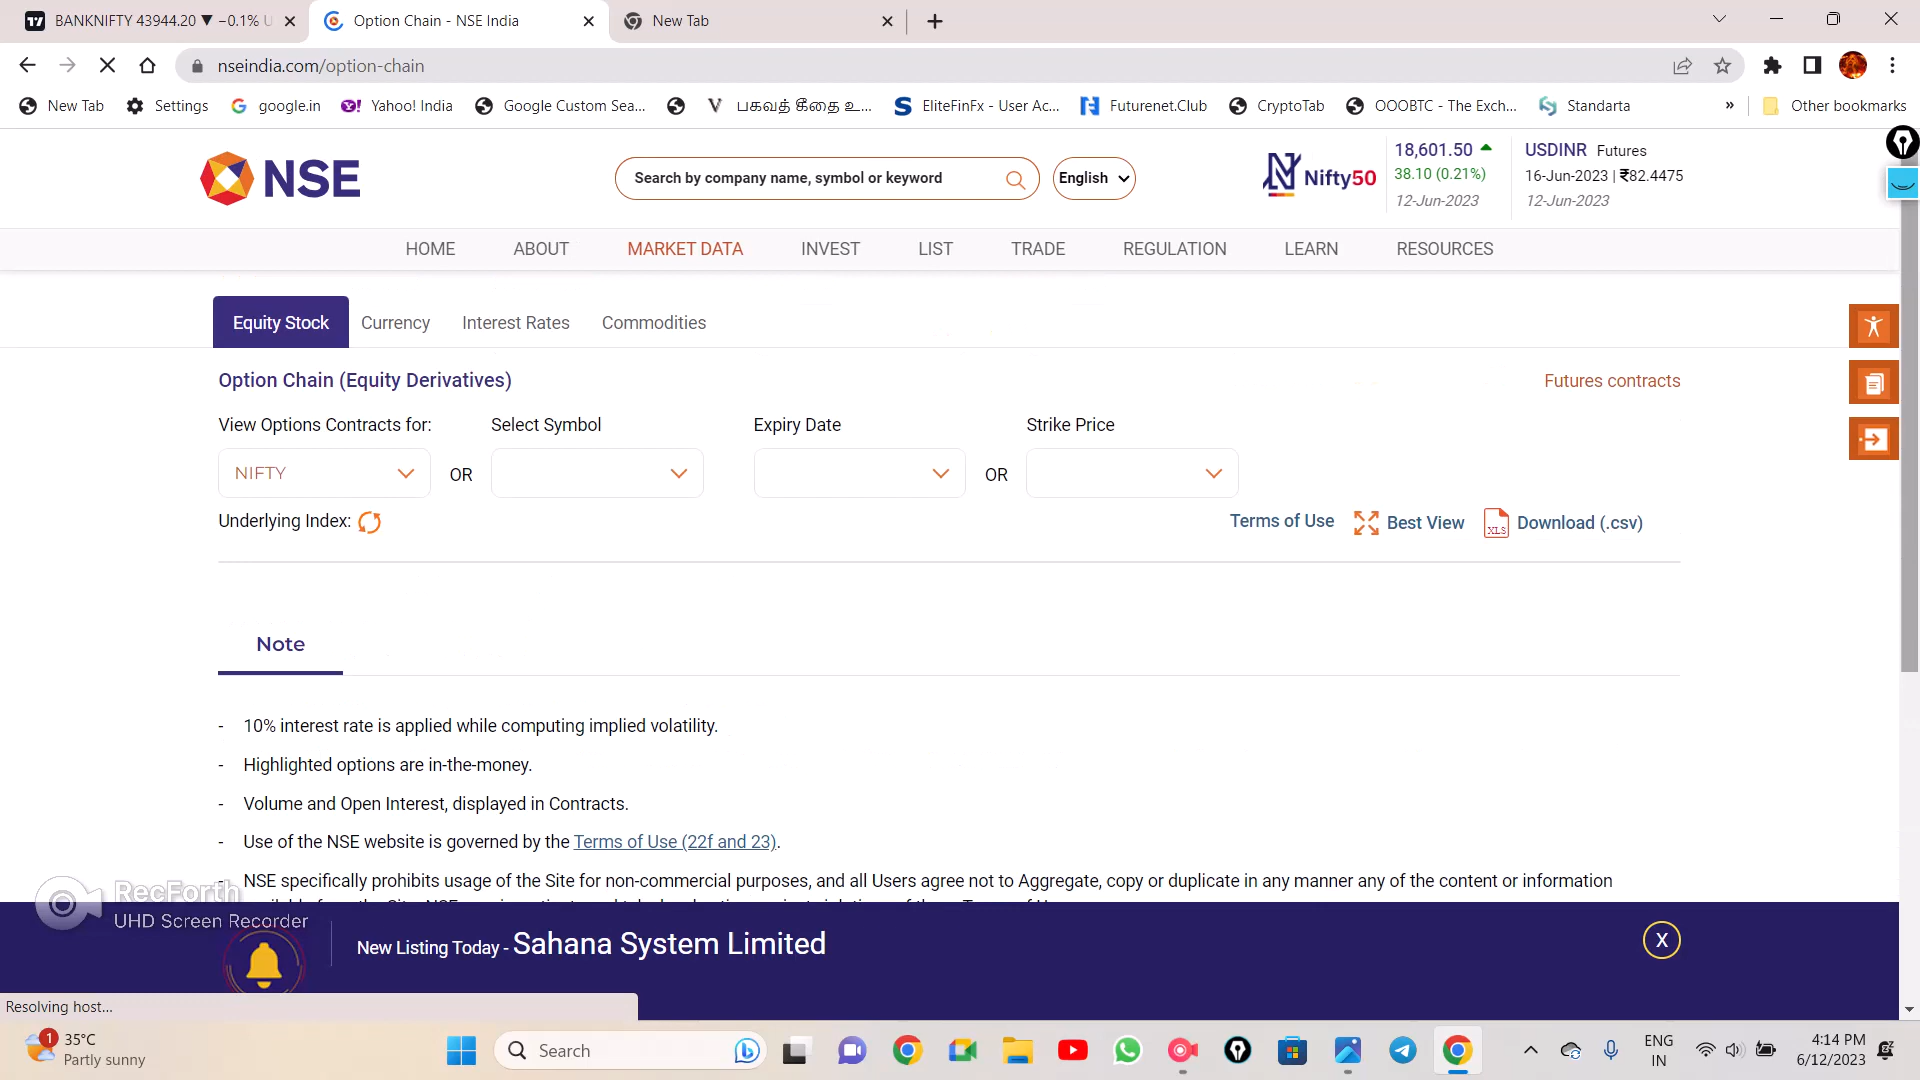 BANKNIFTY 43944.20 ▼ −0.1% U
Option Chain - NSE India
New Tab
nseindia.com/option-chain
New Tab
Settings
google.in
Yahoo! India
Google Custom Sea...
பகவத் கீதை உ...
EliteFinFx - User Ac...
Futurenet.Club
CryptoTab
OOOBTC - The Exch...
Standarta
»
Other bookmarks
NSE
Search by company name, symbol or keyword
English
Nifty50
18,601.50
38.10 (0.21%)
12-Jun-2023
USDINR Futures
16-Jun-2023 | ₹82.4475
12-Jun-2023
HOME
ABOUT
MARKET DATA
INVEST
LIST
TRADE
REGULATION
LEARN
RESOURCES
Equity Stock
Currency
Interest Rates
Commodities
Option Chain (Equity Derivatives)
Futures contracts
View Options Contracts for:
Select Symbol
Expiry Date
Strike Price
NIFTY
OR
OR
Underlying Index:
Terms of Use
Best View
XLS
Download (.csv)
Note
- 10% interest rate is applied while computing implied volatility.
- Highlighted options are in-the-money.
- Volume and Open Interest, displayed in Contracts.
- Use of the NSE website is governed by the Terms of Use (22f and 23).
- NSE specifically prohibits usage of the Site for non-commercial purposes, and all Users agree not to Aggregate, copy or duplicate in any manner any of the content or information
RecForth
UHD Screen Recorder
New Listing Today - Sahana System Limited
X
Resolving host...
1
35°C
Partly sunny
Search
ENG
IN
4:14 PM
6/12/2023